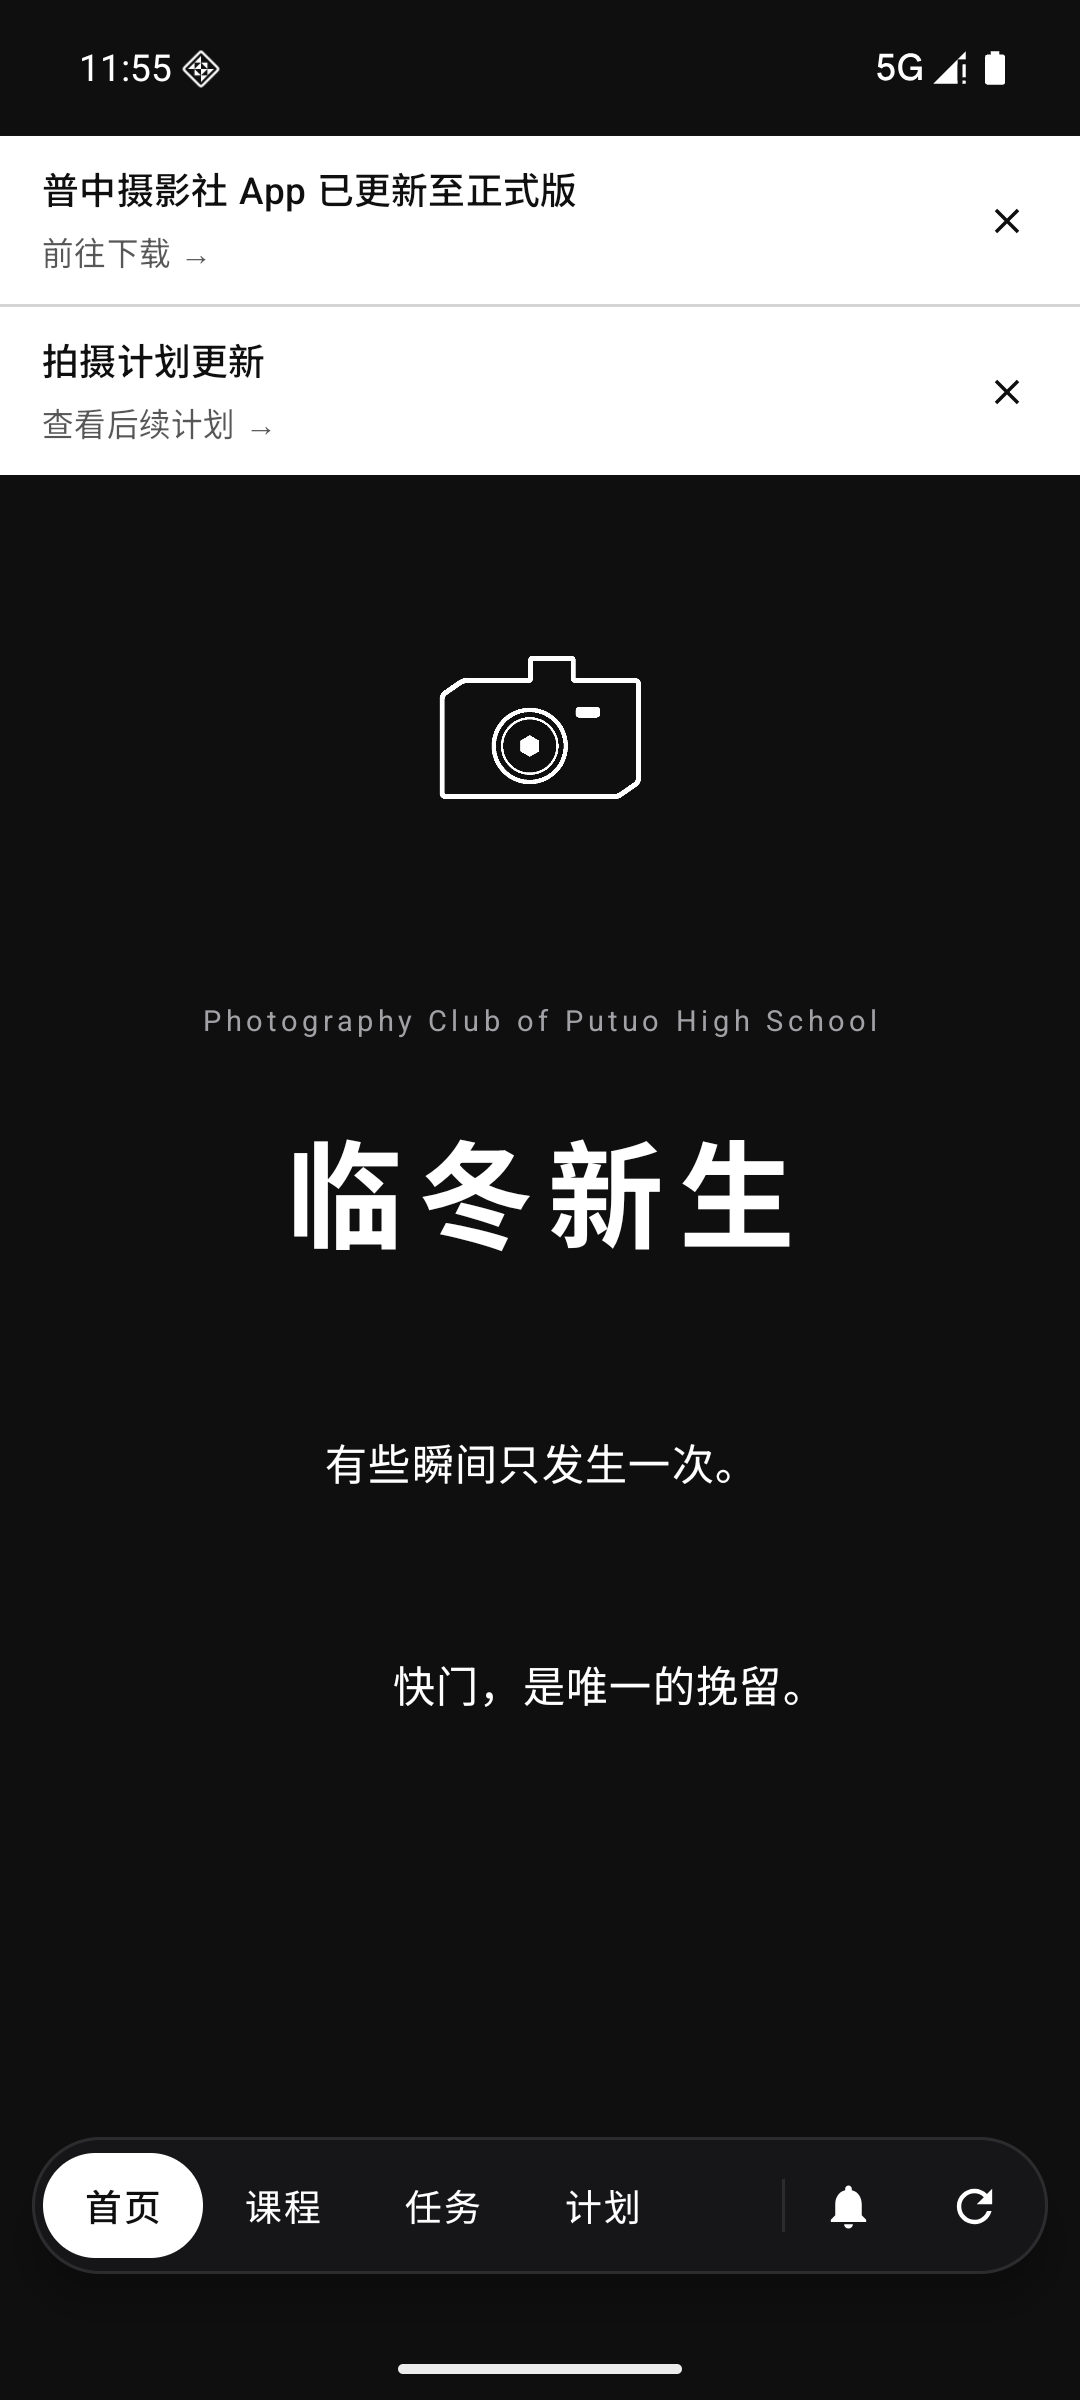 11:55
5G
普中摄影社 App 已更新至正式版
前往下载 →
拍摄计划更新
查看后续计划 →
Photography Club of Putuo High School
临冬新生
有些瞬间只发生一次。
快门，是唯一的挽留。
首页 课程 任务 计划